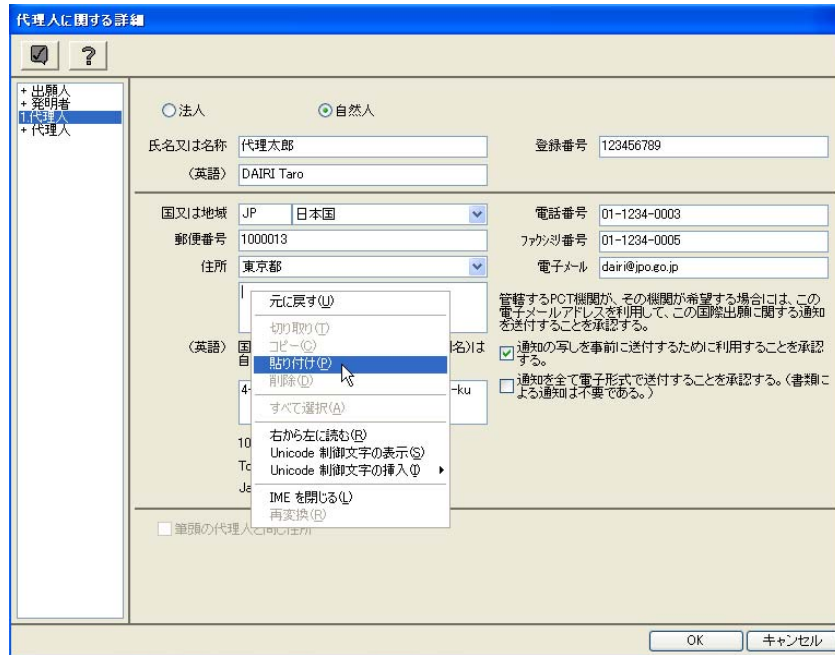 代理人に関する詳細
+ 出願人
+ 発明者
1.代理人
+ 代理人
法人
自然人
氏名又は名称 代理太郎
登録番号 123456789
(英語) DAIRI Taro
国又は地域 JP 日本国
電話番号 01-1234-0003
郵便番号 1000013
ファクシミリ番号 01-1234-0005
住所 東京都
電子メール dairi@jpo.go.jp
管轄するPCT機関が、その機関が希望する場合には、この
電子メールアドレスを利用して、この国際出願に関する通知
を送付することを承認する。
通知の写しを事前に送付するために利用することを承認
する。
通知を全て電子形式で送付することを承認する。(書類に
よる通知は不要である。)
元に戻す(U)
切り取り(T)
コピー(C)
貼り付け(P)
削除(D)
すべて選択(A)
右から左に読む(R)
Unicode 制御文字の表示(S)
Unicode 制御文字の挿入(I)
IME を閉じる(L)
再変換(R)
(英語) 国
名)は
自
4-
-ku
10
To
Ja
筆頭の代理人と同じ住所
OK
キャンセル